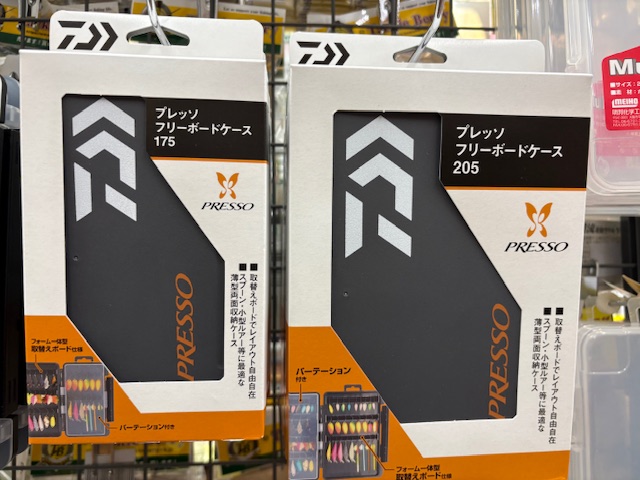 プレッソ
フリーボードケース
175
PRESSO
PRESSO
■取替えボードでレイアウト自由自在
■スプーン・小型ルアー等に最適な
薄型両面収納ケース
フォーム一体型
取替えボード仕様
パーテーション付き
プレッソ
フリーボードケース
205
PRESSO
PRESSO
■取替えボードでレイアウト自由自在
■スプーン・小型ルアー等に最適な
薄型両面収納ケース
パーテーション
付き
フォーム一体型
取替えボード仕様
Mu
■サイズ
MEIHO